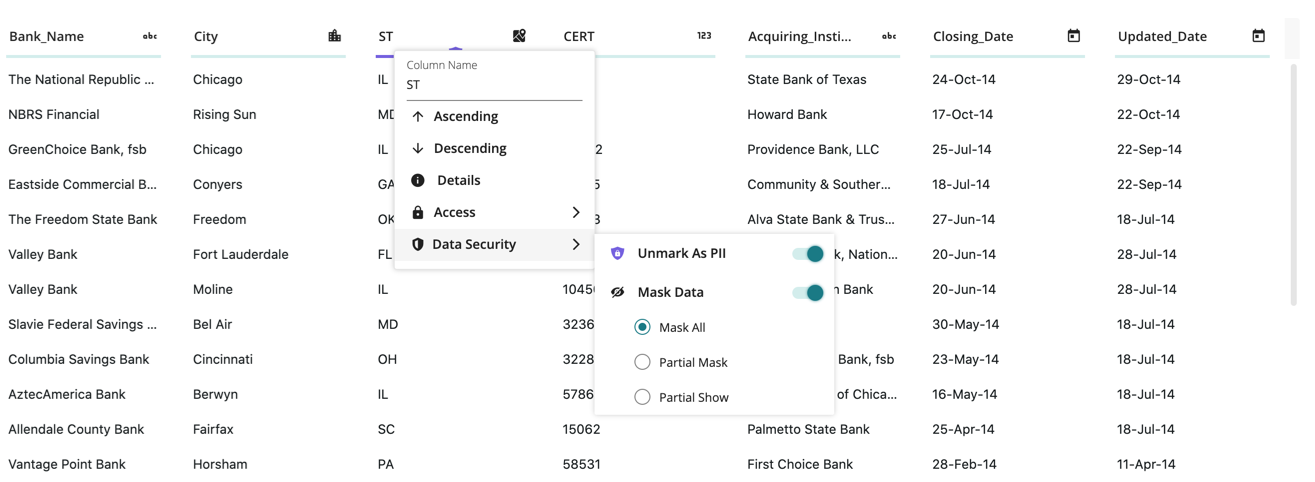 Bank_Name abc City ST CERT 123 Acquiring_Insti... abc Closing_Date Updated_Date
The National Republic ... Chicago IL State Bank of Texas 24-Oct-14 29-Oct-14
NBRS Financial Rising Sun MD Howard Bank 17-Oct-14 22-Oct-14
GreenChoice Bank, fsb Chicago IL 2 Providence Bank, LLC 25-Jul-14 22-Sep-14
Eastside Commercial B... Conyers GA 5 Community & Souther... 18-Jul-14 22-Sep-14
The Freedom State Bank Freedom OK Alva State Bank & Trus... 27-Jun-14 18-Jul-14
Valley Bank Fort Lauderdale FL k, Nation... 20-Jun-14 28-Jul-14
Valley Bank Moline IL 1045 n Bank 20-Jun-14 28-Jul-14
Slavie Federal Savings ... Bel Air MD 3236 30-May-14 18-Jul-14
Columbia Savings Bank Cincinnati OH 3228 Bank, fsb 23-May-14 18-Jul-14
AztecAmerica Bank Berwyn IL 5786 of Chica... 16-May-14 18-Jul-14
Allendale County Bank Fairfax SC 15062 Palmetto State Bank 25-Apr-14 18-Jul-14
Vantage Point Bank Horsham PA 58531 First Choice Bank 28-Feb-14 11-Apr-14
Column Name
ST
Ascending
Descending
Details
Access
Data Security
Unmark As PII
Mask Data
Mask All
Partial Mask
Partial Show